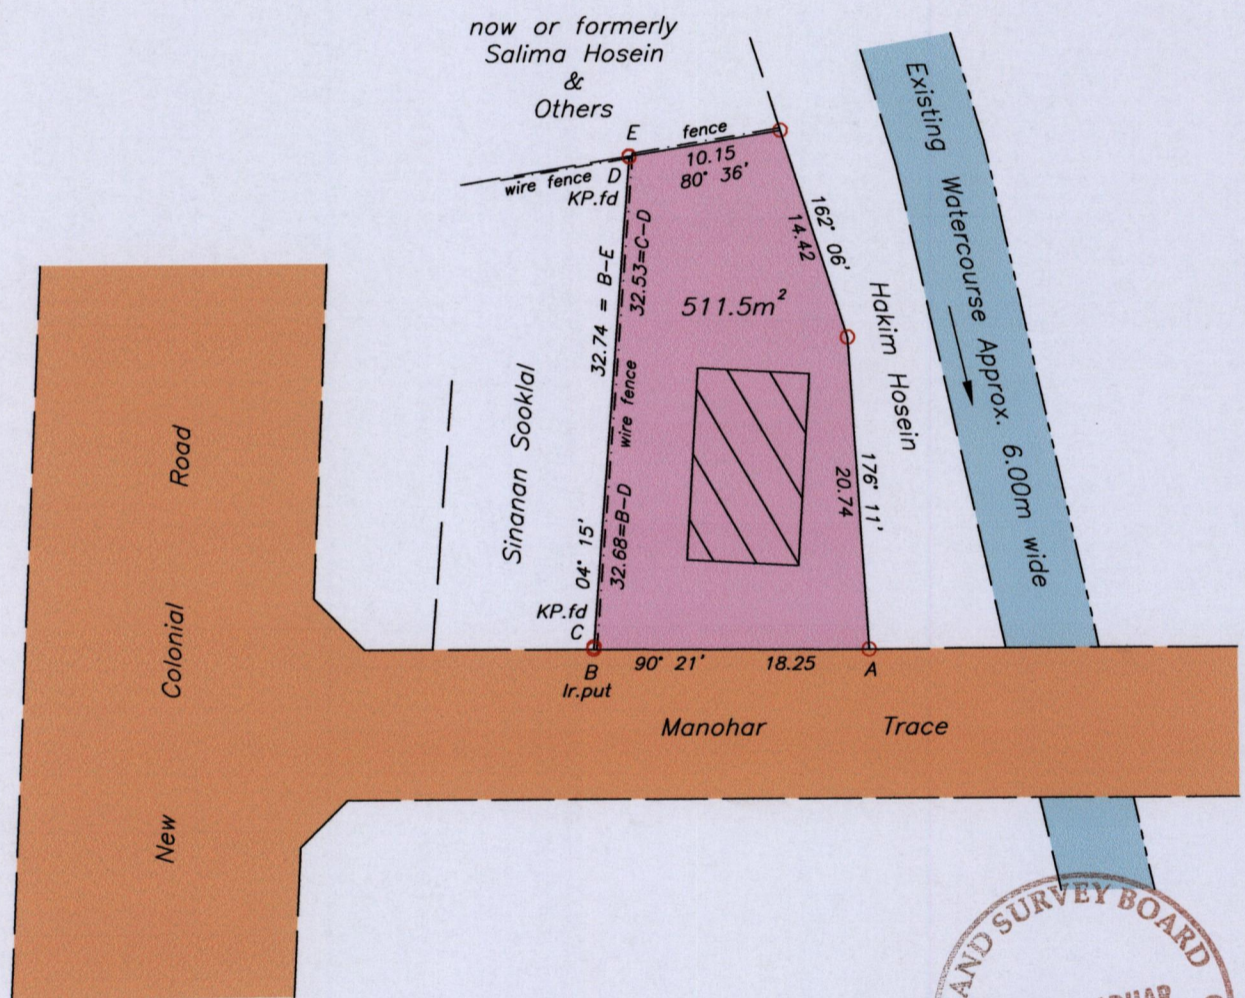 now or formerly
Salima Hosein
&
Others
E
fence
10.15
80° 36'
wire fence
D
KP.fd
162° 06'
14.42
32.74 = B-E
32.53=C-D
511.5m²
Hakim Hosein
Existing Watercourse Approx. 6.00m wide
wire fence
Sinanan Sooklal
176° 11'
20.74
04° 15'
32.68=B-D
KP.fd
C
B
Ir.put
90° 21'
18.25
A
Manohar Trace
New Colonial Road
LAND SURVEY BOARD